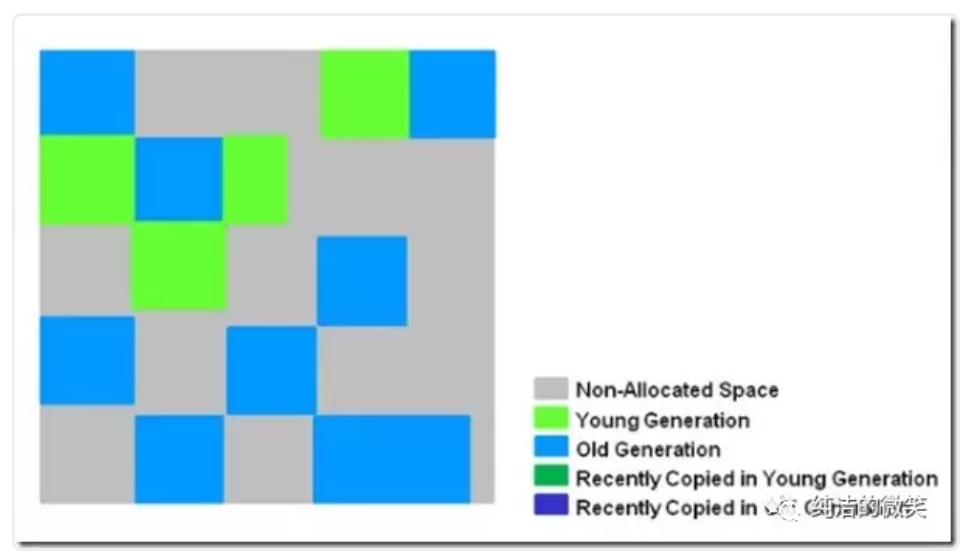 Non-Allocated Space
Young Generation
Old Generation
Recently Copied in Young Generation
Recently Copied in
纯洁的微笑